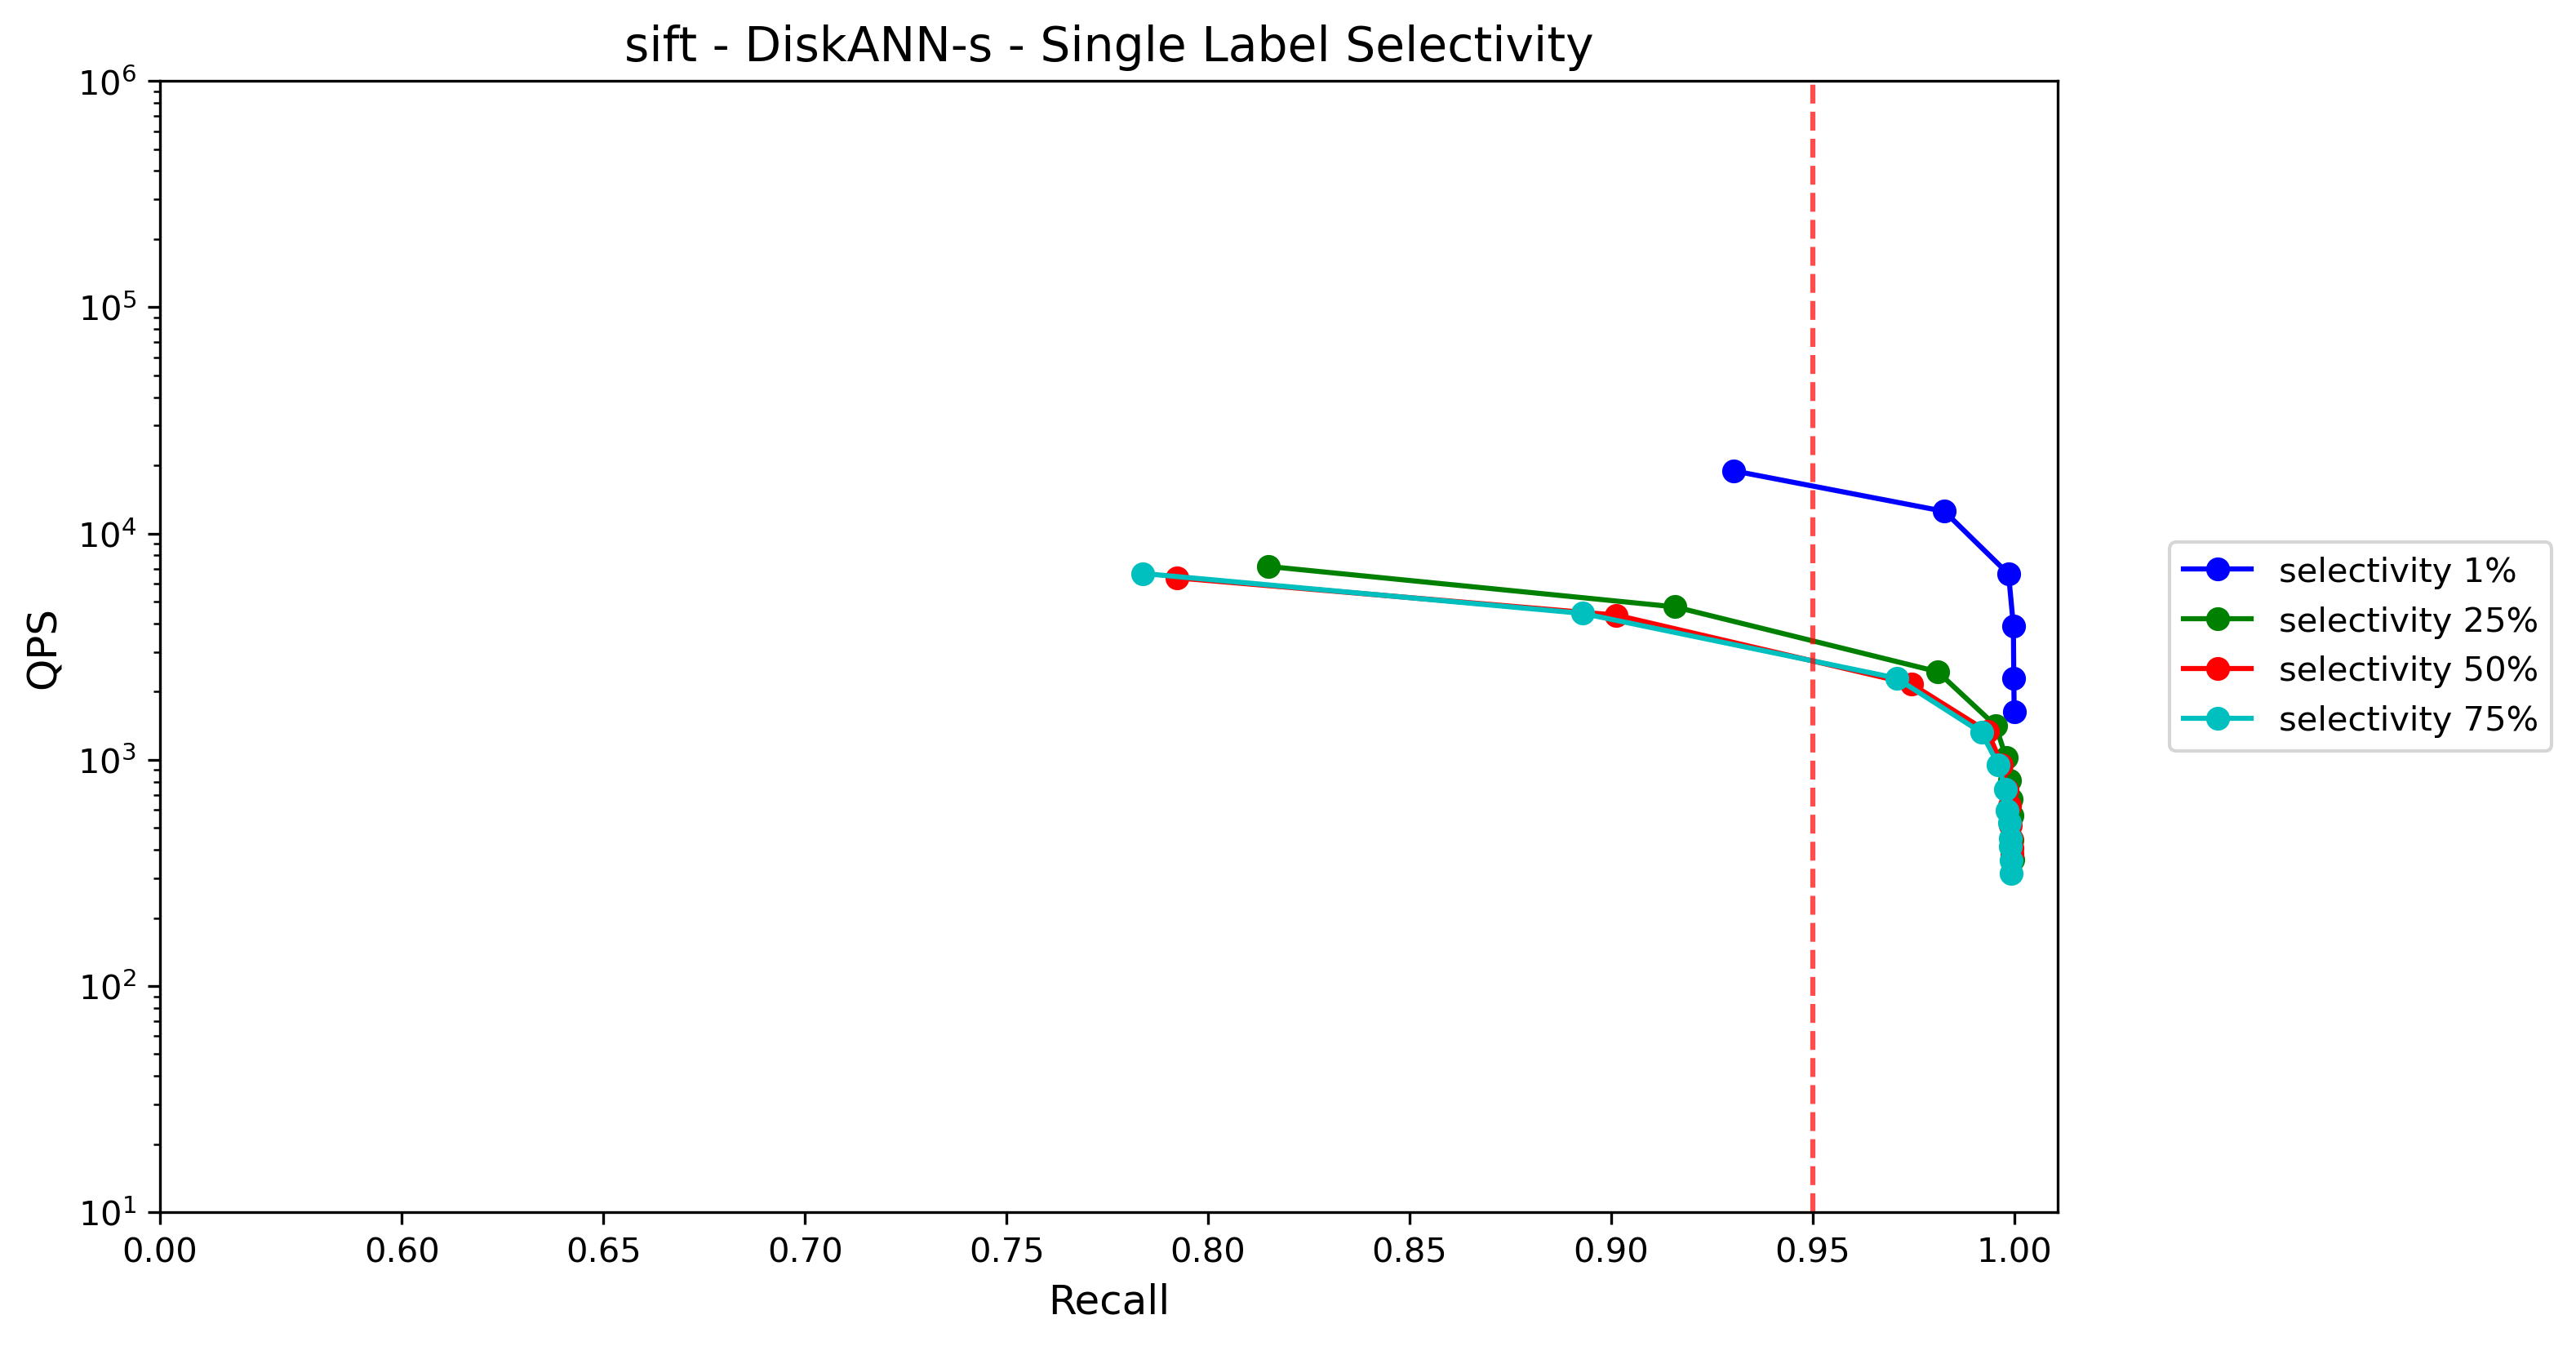 sift - DiskANN-s - Single Label Selectivity
10⁶
10⁵
10⁴
10³
10²
10¹
QPS
0.00 0.60 0.65 0.70 0.75 0.80 0.85 0.90 0.95 1.00
Recall
selectivity 1%
selectivity 25%
selectivity 50%
selectivity 75%